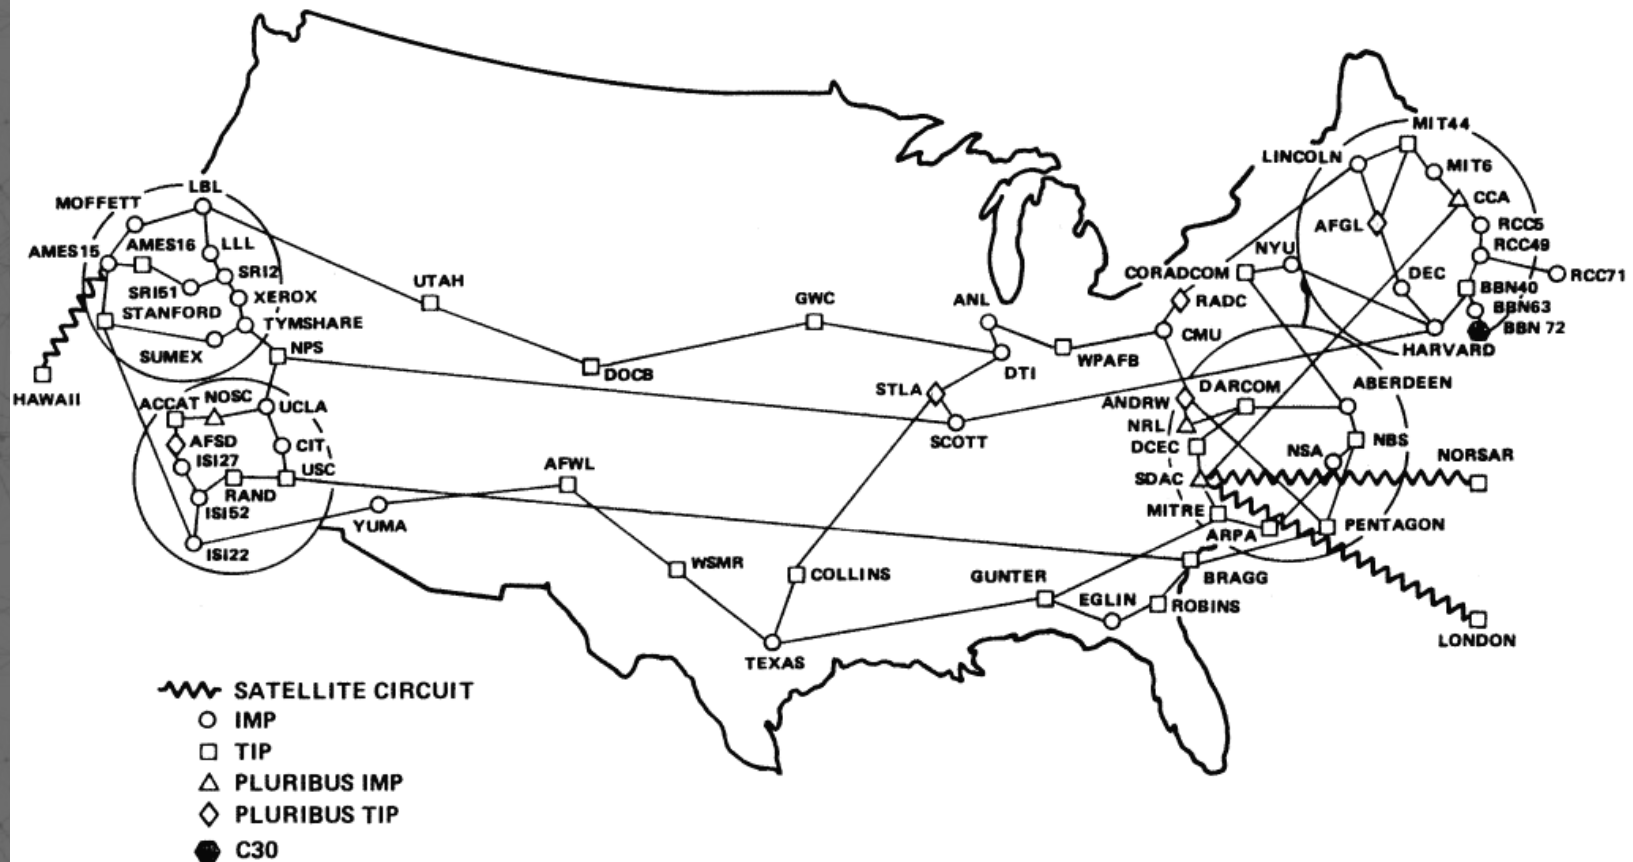 MIT44
LINCOLN
MIT6
LBL
CCA
MOFFETT
AFGL
RCC5
AMES16
LLL
RCC49
AMES15
NYU
CORADCOM
DEC
RCC71
SRI2
UTAH
SRI51
BBN40
XEROX
GWC
ANL
RADC
BBN63
STANFORD
TYMSHARE
BBN 72
CMU
NPS
HARVARD
SUMEX
WPAFB
DOCB
DTI
HAWAII
STLA
DARCOM
ABERDEEN
ACCAT
NOSC
UCLA
ANDRW
NRL
SCOTT
AFSD
CIT
DCEC
NSA
NBS
ISI27
NORSAR
AFWL
USC
SDAC
RAND
ISI52
YUMA
MITRE
PENTAGON
ARPA
ISI22
WSMR
COLLINS
GUNTER
BRAGG
EGLIN
ROBINS
LONDON
TEXAS
SATELLITE CIRCUIT
IMP
TIP
PLURIBUS IMP
PLURIBUS TIP
C30